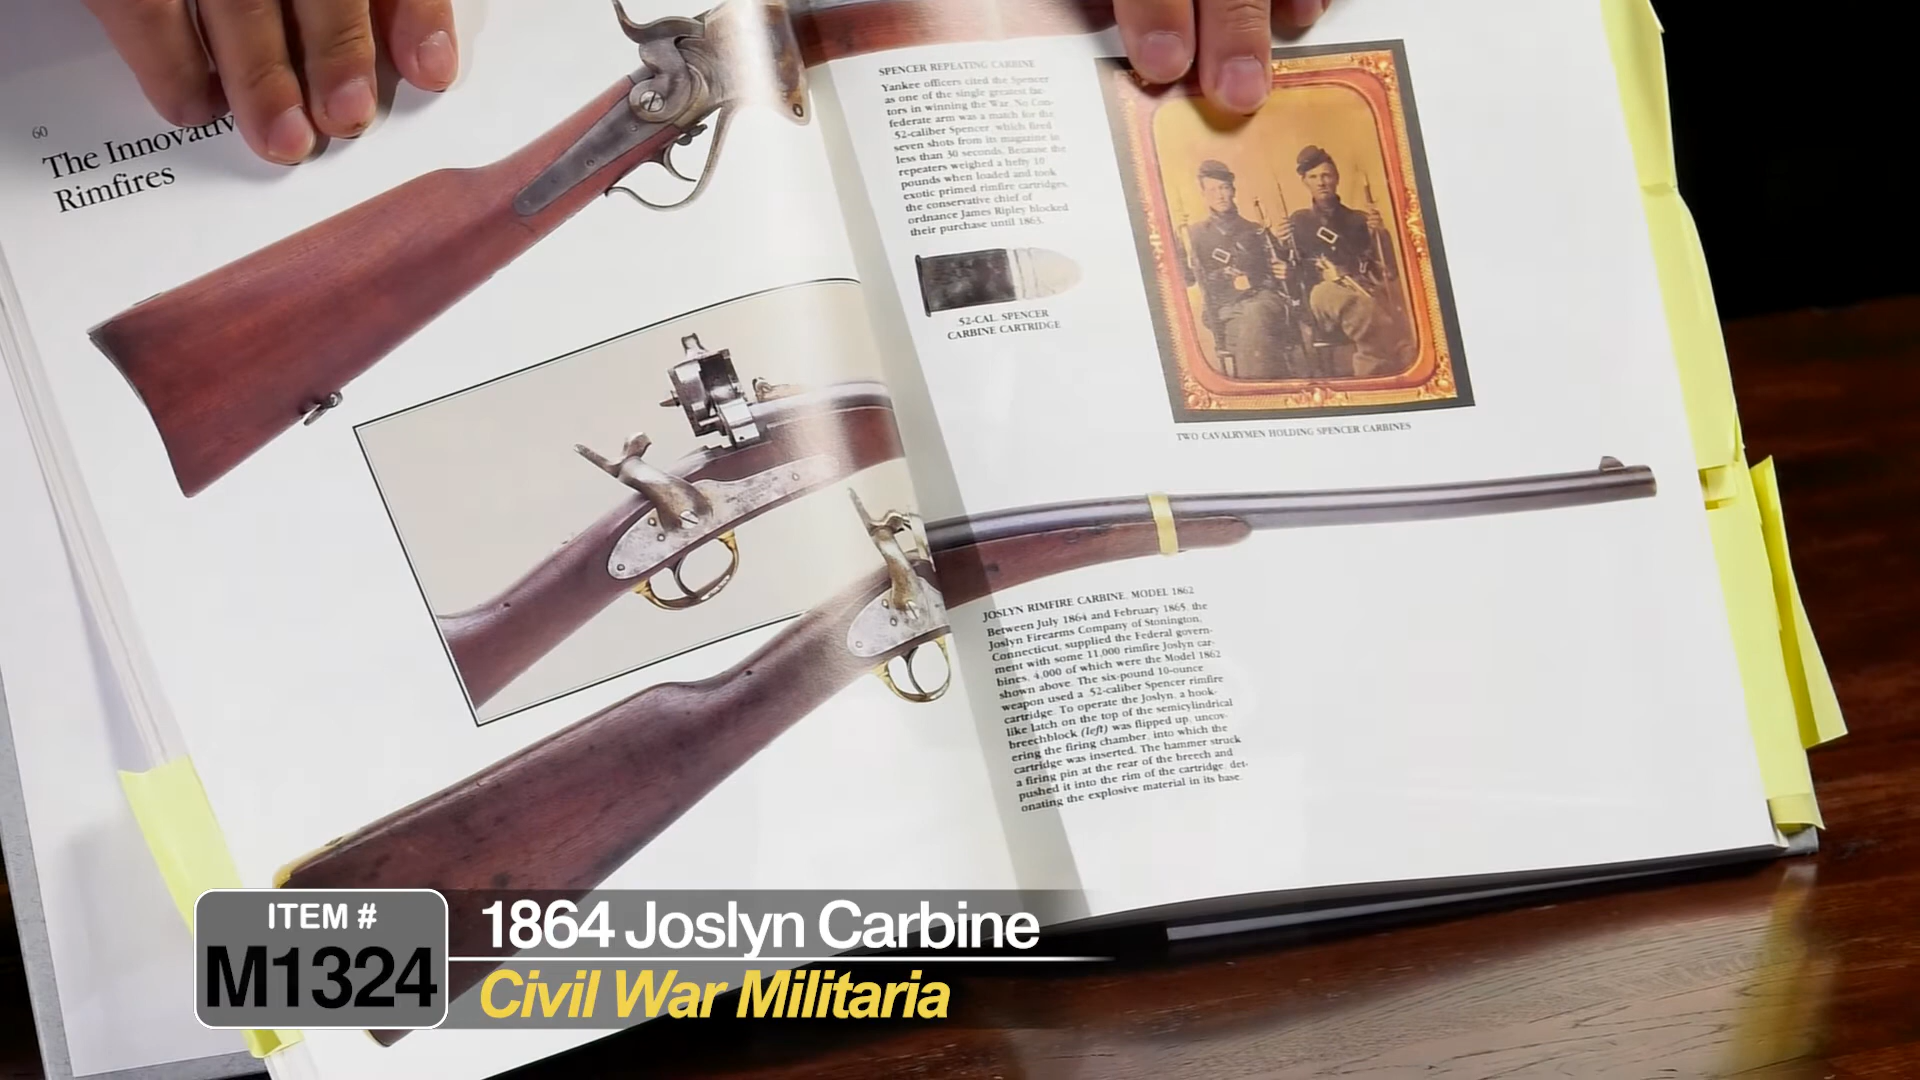 60
The Innovativ
Rimfires
SPENCER REPEATING CARBINE
Yankee officers cited the Spencer
as one of the single greatest fac-
tors in winning the War. No Con-
federate arm was a match for the
.52-caliber Spencer, which fired
seven shots from its magazine in
less than 30 seconds. Because the
repeaters weighed a hefty 10
pounds when loaded and took
exotic primed rimfire cartridges,
the conservative chief of
ordnance James Ripley blocked
their purchase until 1863.
.52-CAL. SPENCER
CARBINE CARTRIDGE
TWO CAVALRYMEN HOLDING SPENCER CARBINES
JOSLYN RIMFIRE CARBINE, MODEL 1862
Between July 1864 and February 1865, the
Joslyn Firearms Company of Stonington,
Connecticut, supplied the Federal govern-
ment with some 11,000 rimfire Joslyn car-
bines, 4,000 of which were the Model 1862
shown above. The six-pound 10-ounce
weapon used a .52-caliber Spencer rimfire
cartridge. To operate the Joslyn, a hook-
like latch on the top of the semicylindrical
breechblock (left) was flipped up, uncov-
ering the firing chamber, into which the
cartridge was inserted. The hammer struck
a firing pin at the rear of the breech and
pushed it into the rim of the cartridge, det-
onating the explosive material in its base.
ITEM #
M1324
1864 Joslyn Carbine
Civil War Militaria